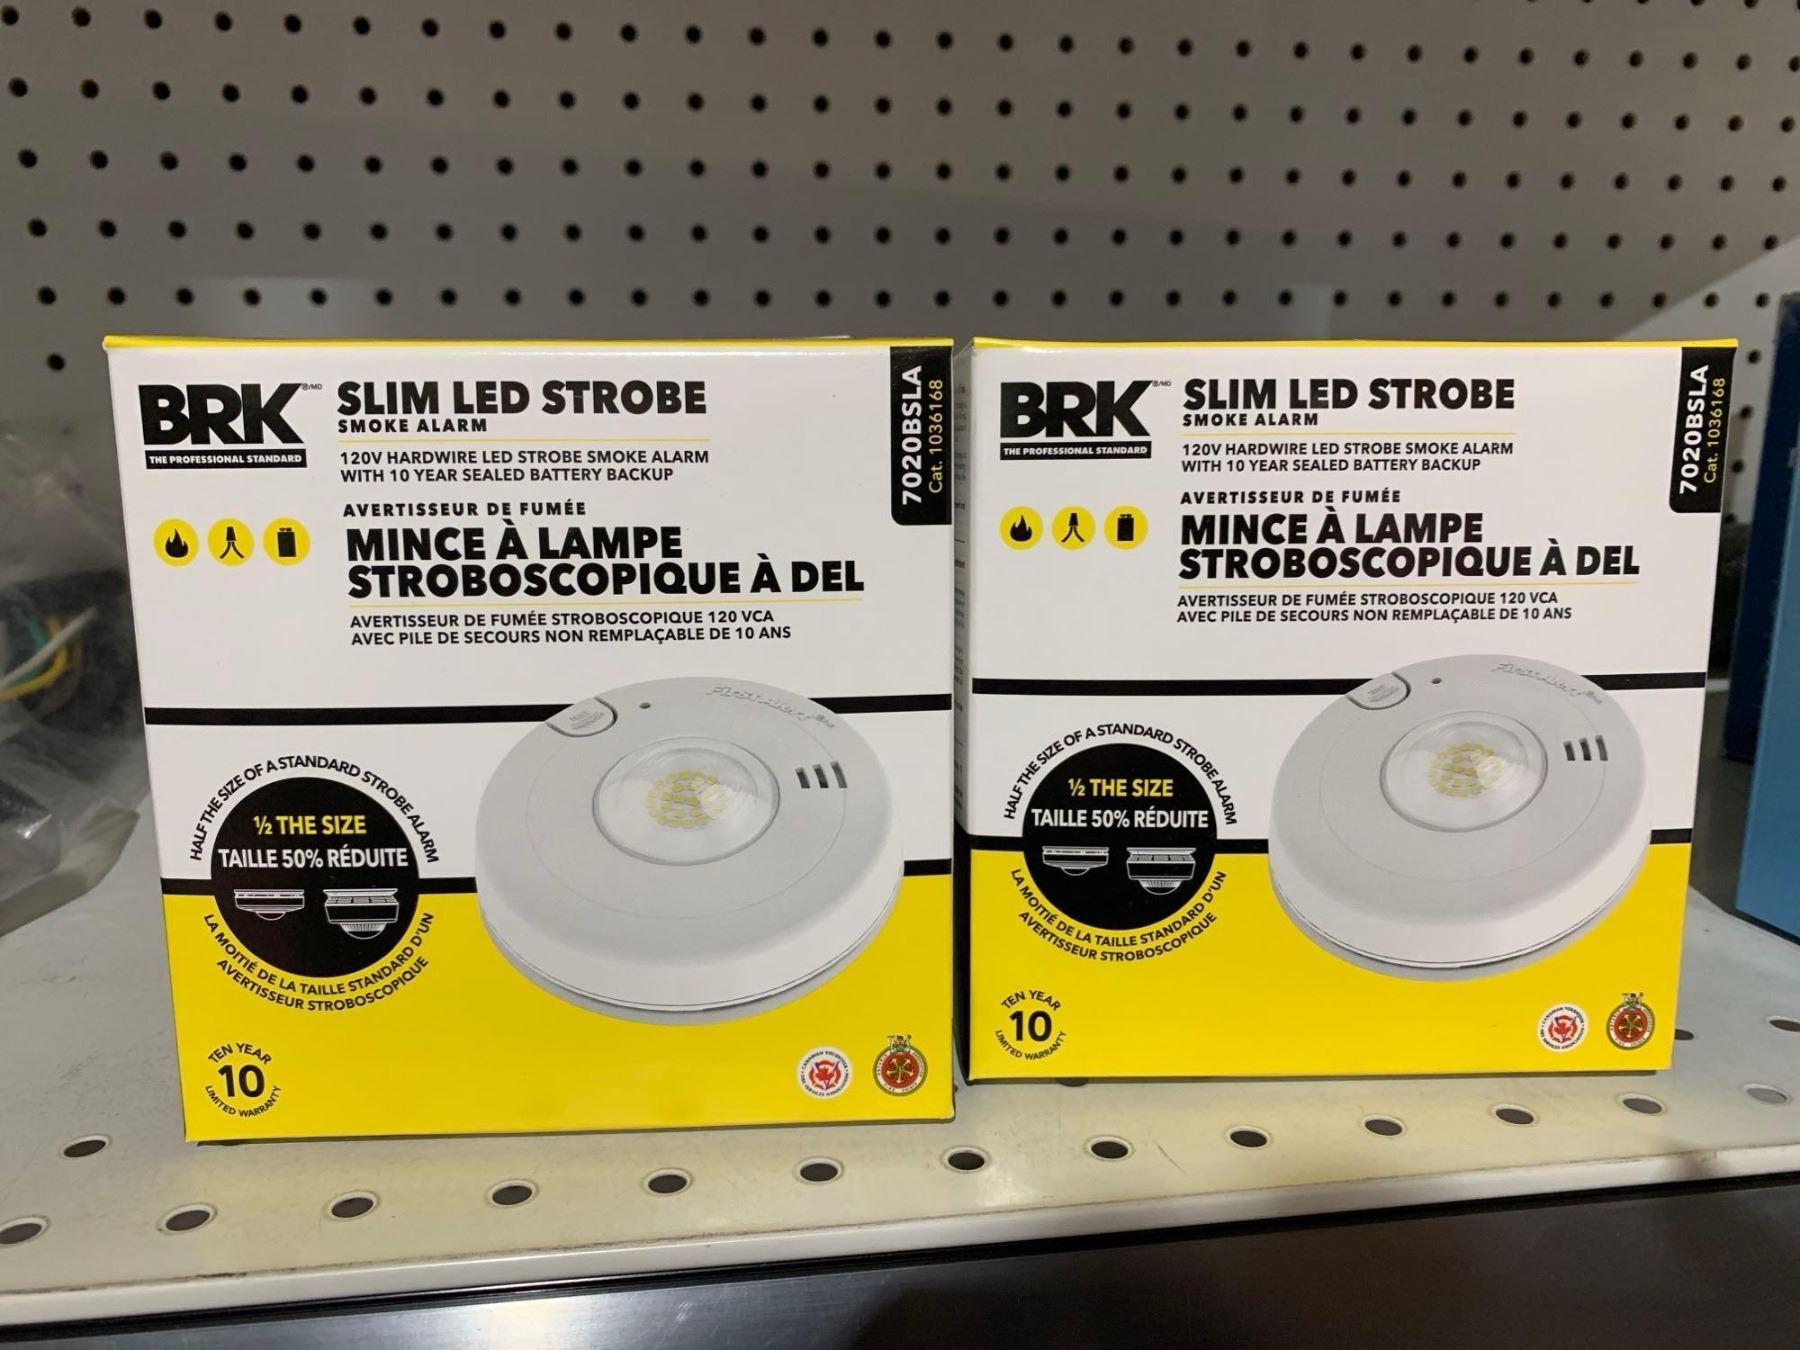 BRK ®/MD
THE PROFESSIONAL STANDARD
SLIM LED STROBE
SMOKE ALARM
120V HARDWIRE LED STROBE SMOKE ALARM
WITH 10 YEAR SEALED BATTERY BACKUP
AVERTISSEUR DE FUMÉE
MINCE À LAMPE
STROBOSCOPIQUE À DEL
AVERTISSEUR DE FUMÉE STROBOSCOPIQUE 120 VCA
AVEC PILE DE SECOURS NON REMPLAÇABLE DE 10 ANS
7020BSLA
Cat. 1036168
First Alert
HALF THE SIZE OF A STANDARD STROBE ALARM
½ THE SIZE
TAILLE 50% RÉDUITE
LA MOITIÉ DE LA TAILLE STANDARD D'UN
AVERTISSEUR STROBOSCOPIQUE
TEN YEAR
10
LIMITED WARRANTY
BRK ®/MD
THE PROFESSIONAL STANDARD
SLIM LED STROBE
SMOKE ALARM
120V HARDWIRE LED STROBE SMOKE ALARM
WITH 10 YEAR SEALED BATTERY BACKUP
AVERTISSEUR DE FUMÉE
MINCE À LAMPE
STROBOSCOPIQUE À DEL
AVERTISSEUR DE FUMÉE STROBOSCOPIQUE 120 VCA
AVEC PILE DE SECOURS NON REMPLAÇABLE DE 10 ANS
7020BSLA
Cat. 1036168
First Alert
HALF THE SIZE OF A STANDARD STROBE ALARM
½ THE SIZE
TAILLE 50% RÉDUITE
LA MOITIÉ DE LA TAILLE STANDARD D'UN
AVERTISSEUR STROBOSCOPIQUE
TEN YEAR
10
LIMITED WARRANTY